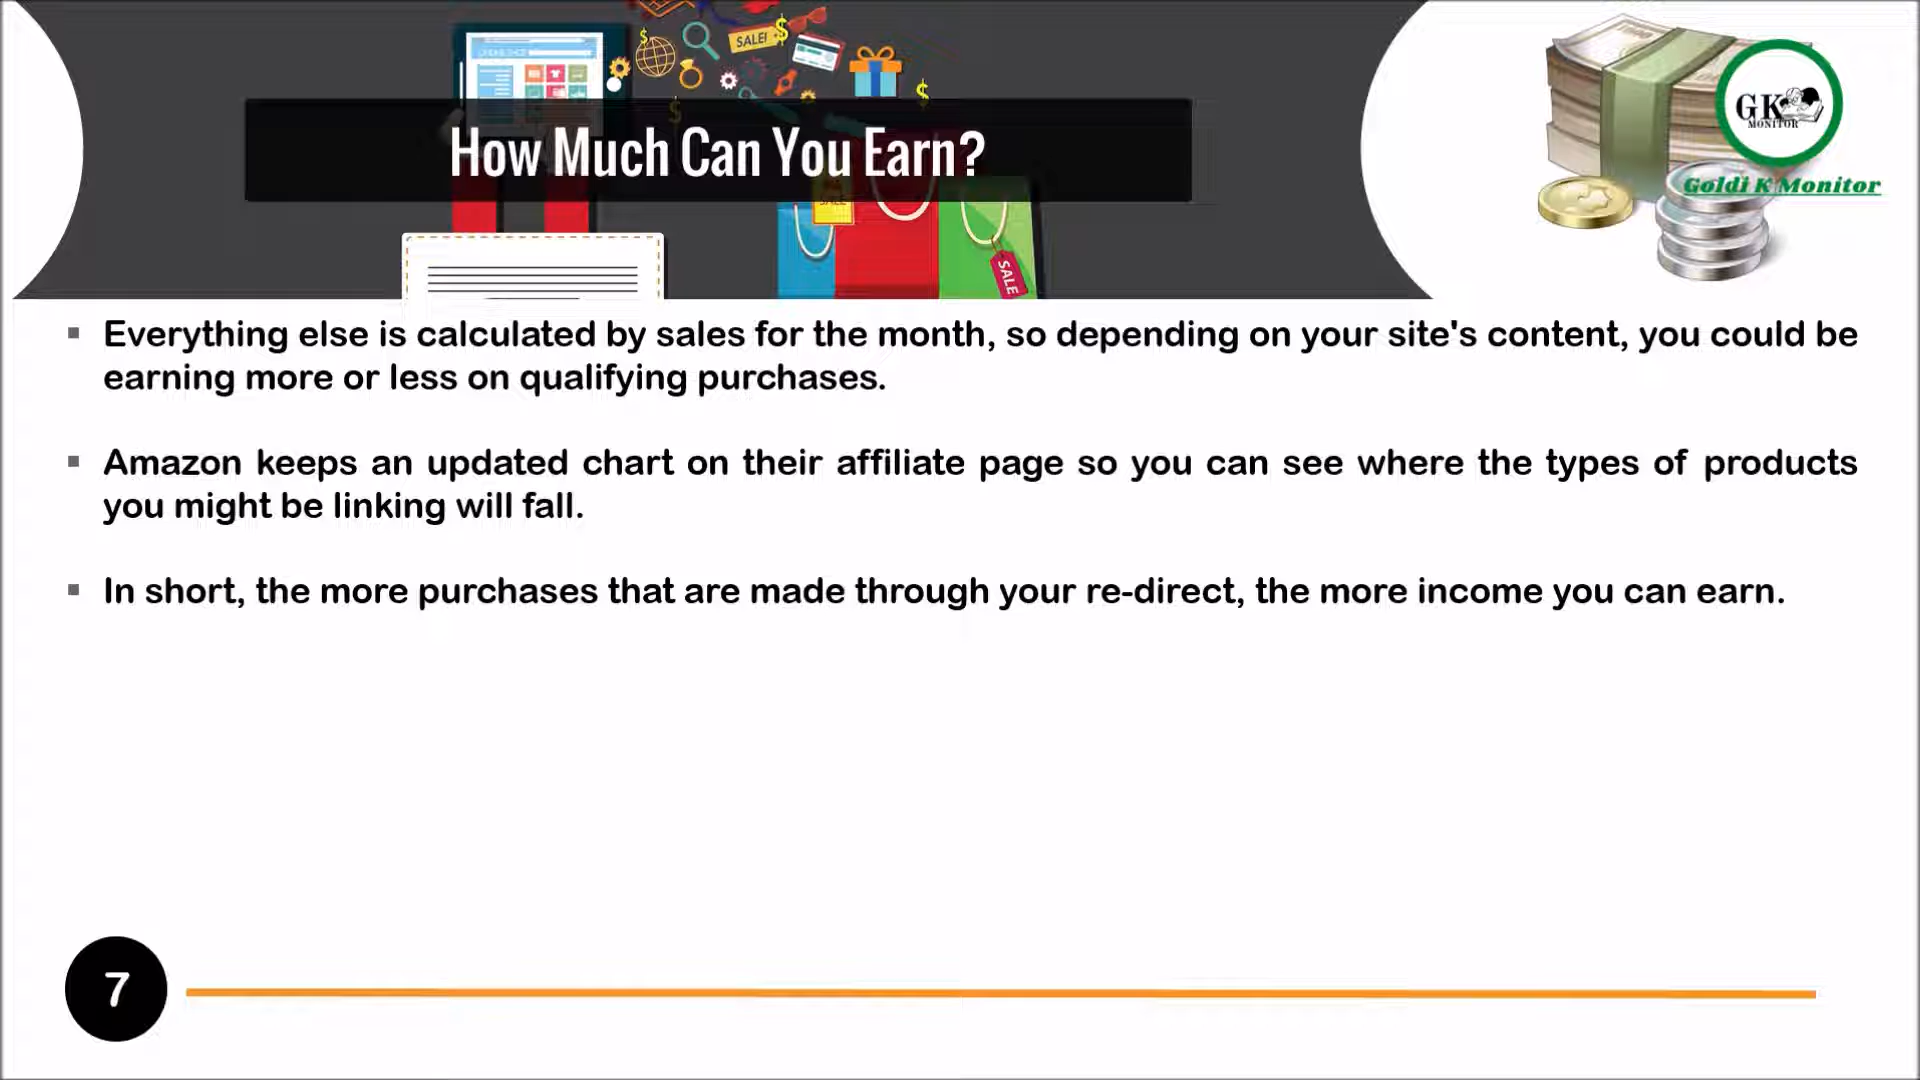 SALE!
How Much Can You Earn?
GK
MONITOR
Goldi K Monitor
SALE
SALE
Everything else is calculated by sales for the month, so depending on your site's content, you could be
earning more or less on qualifying purchases.
Amazon keeps an updated chart on their affiliate page so you can see where the types of products
you might be linking will fall.
In short, the more purchases that are made through your re-direct, the more income you can earn.
7